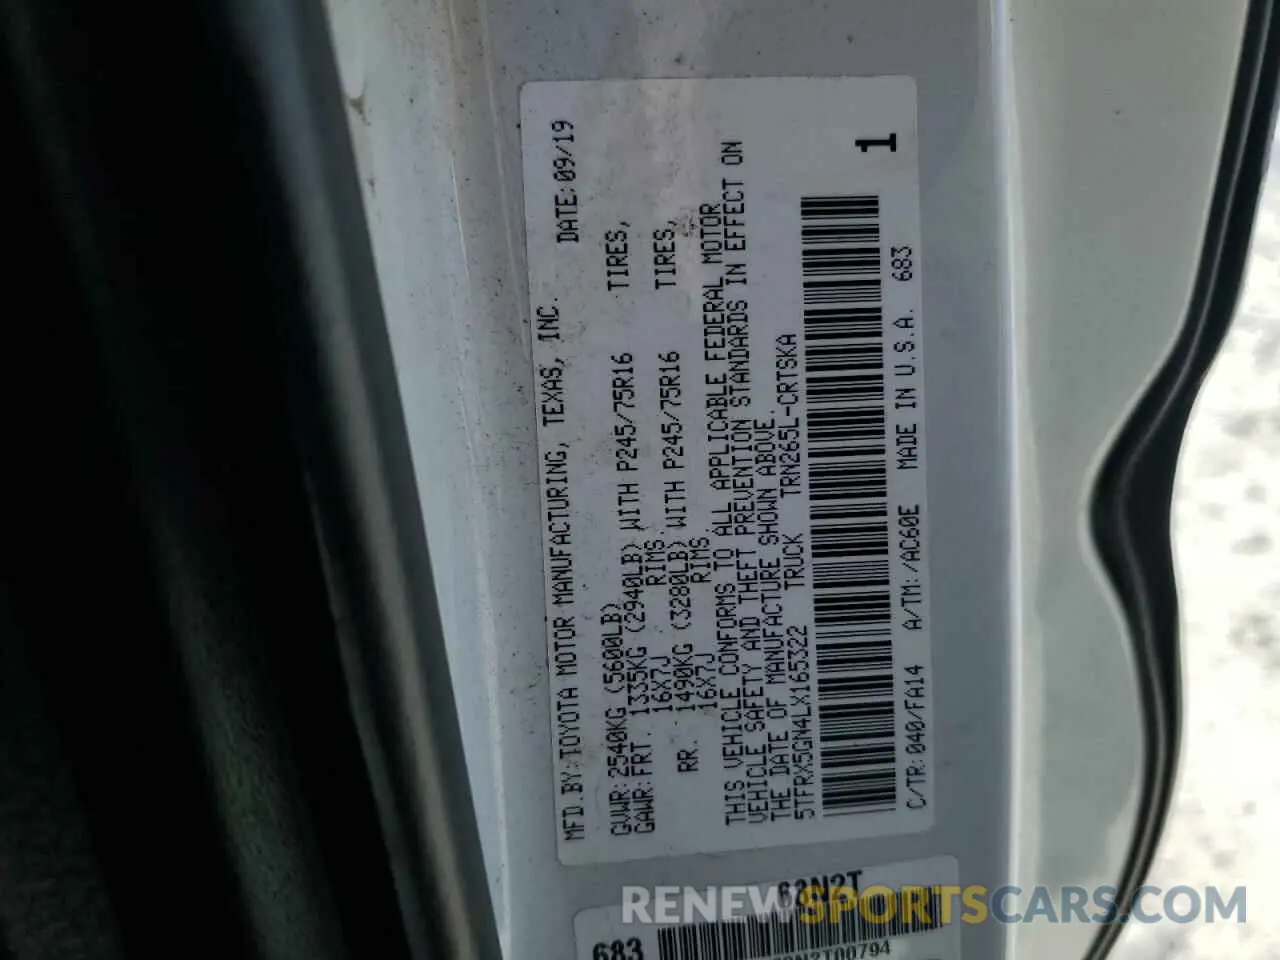 MFD.BY:TOYOTA MOTOR MANUFACTURING, TEXAS, INC. DATE:09/19
GVWR:2540KG (5600LB)
GAWR:FRT. 1335KG (2940LB) WITH P245/75R16 TIRES,
16X7J RIMS.
RR. 1490KG (3280LB) WITH P245/75R16 TIRES,
16X7J RIMS.
THIS VEHICLE CONFORMS TO ALL APPLICABLE FEDERAL MOTOR
VEHICLE SAFETY AND THEFT PREVENTION STANDARDS IN EFFECT ON
THE DATE OF MANUFACTURE SHOWN ABOVE.
5TFRX5GN4LX165322 TRUCK TRN265L-CRTSKA
1
C/TR:040/FA14 A/TM:/AC60E MADE IN U.S.A. 683
68N2T
683
RENEWSPORTSCARS.COM